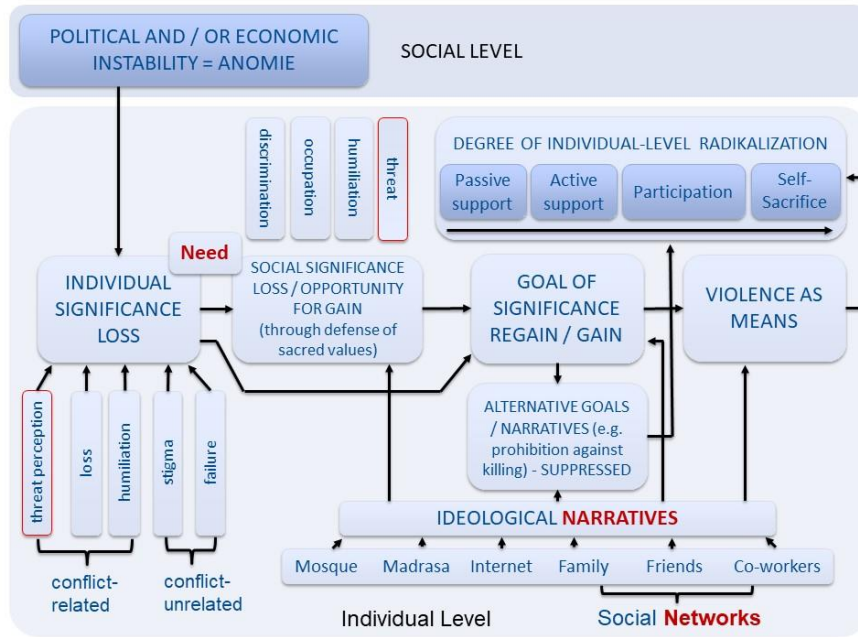 POLITICAL AND / OR ECONOMIC
INSTABILITY = ANOMIE
SOCIAL LEVEL
discrimination
occupation
humiliation
threat
DEGREE OF INDIVIDUAL-LEVEL RADIKALIZATION
Passive
support
Active
support
Participation
Self-
Sacrifice
Need
INDIVIDUAL
SIGNIFICANCE
LOSS
SOCIAL SIGNIFICANCE
LOSS / OPPORTUNITY
FOR GAIN
(through defense of
sacred values)
GOAL OF
SIGNIFICANCE
REGAIN / GAIN
VIOLENCE AS
MEANS
threat perception
loss
humiliation
stigma
failure
ALTERNATIVE GOALS
/ NARRATIVES (e.g.
prohibition against
killing) - SUPPRESSED
IDEOLOGICAL NARRATIVES
Mosque
Madrasa
Internet
Family
Friends
Co-workers
conflict-
related
conflict-
unrelated
Individual Level
Social Networks